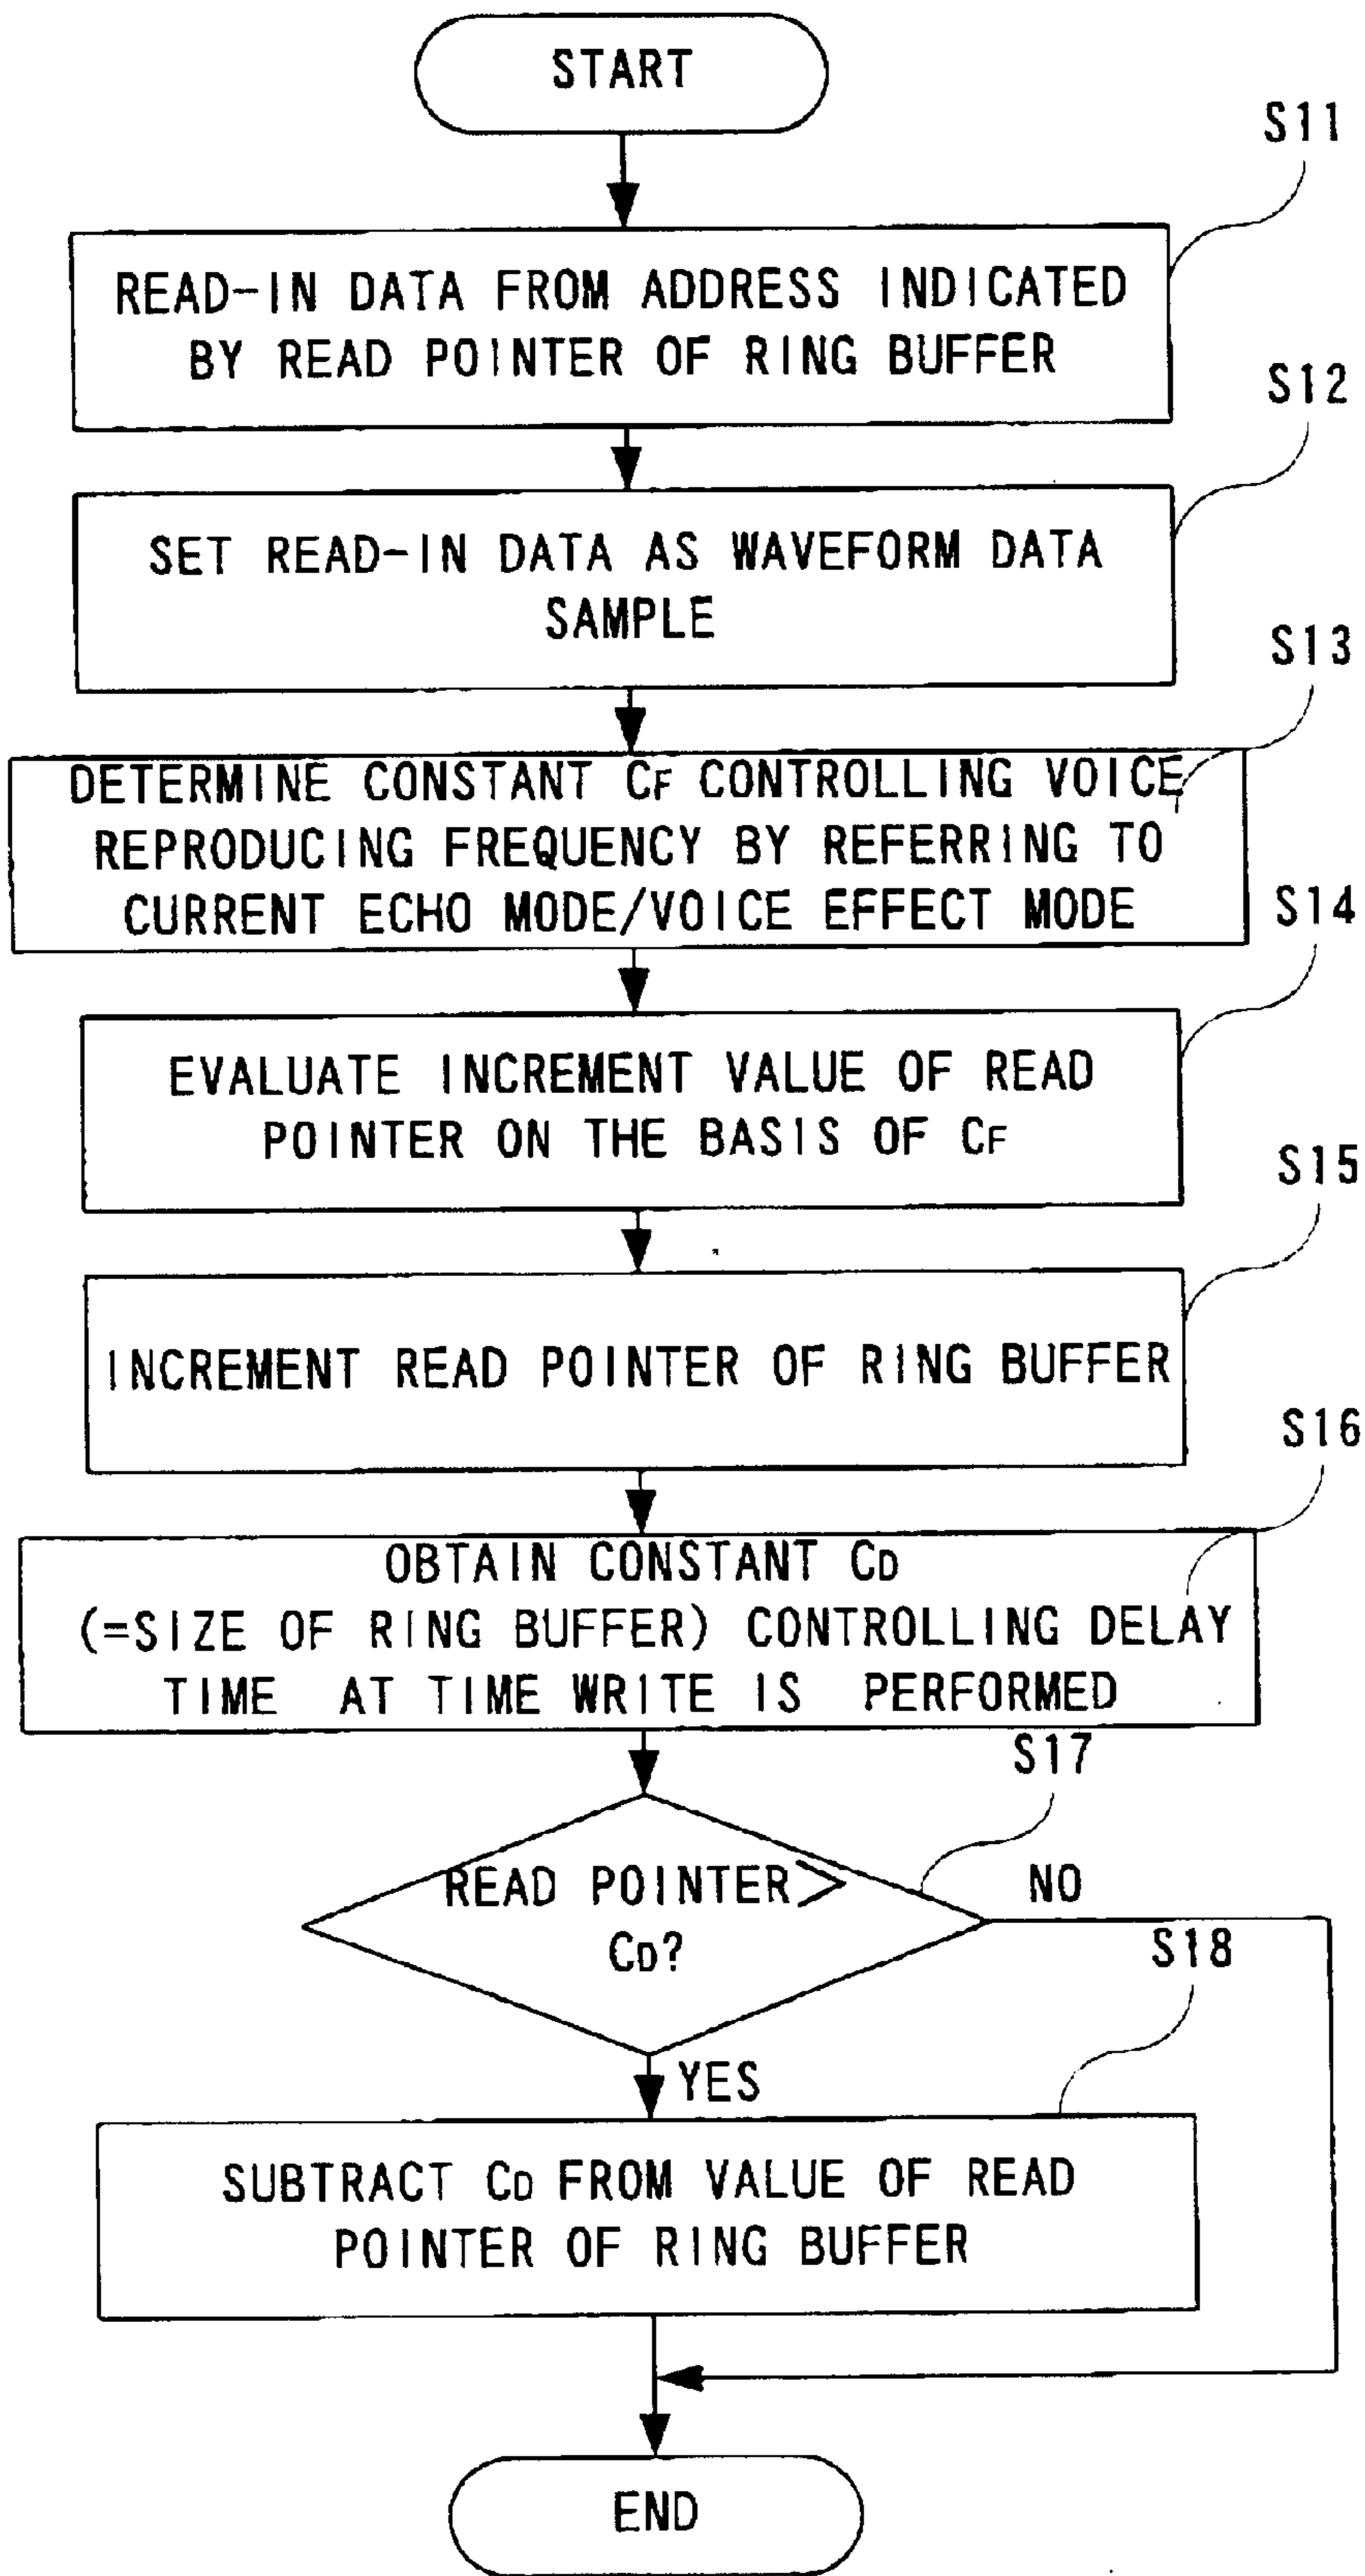 START
S11
READ-IN DATA FROM ADDRESS INDICATED
BY READ POINTER OF RING BUFFER
S12
SET READ-IN DATA AS WAVEFORM DATA
SAMPLE
S13
DETERMINE CONSTANT CF CONTROLLING VOICE
REPRODUCING FREQUENCY BY REFERRING TO
CURRENT ECHO MODE/VOICE EFFECT MODE
S14
EVALUATE INCREMENT VALUE OF READ
POINTER ON THE BASIS OF CF
S15
INCREMENT READ POINTER OF RING BUFFER
S16
OBTAIN CONSTANT CD
(=SIZE OF RING BUFFER) CONTROLLING DELAY
TIME AT TIME WRITE IS PERFORMED
S17
READ POINTER>
CD?
NO
S18
YES
SUBTRACT CD FROM VALUE OF READ
POINTER OF RING BUFFER
END